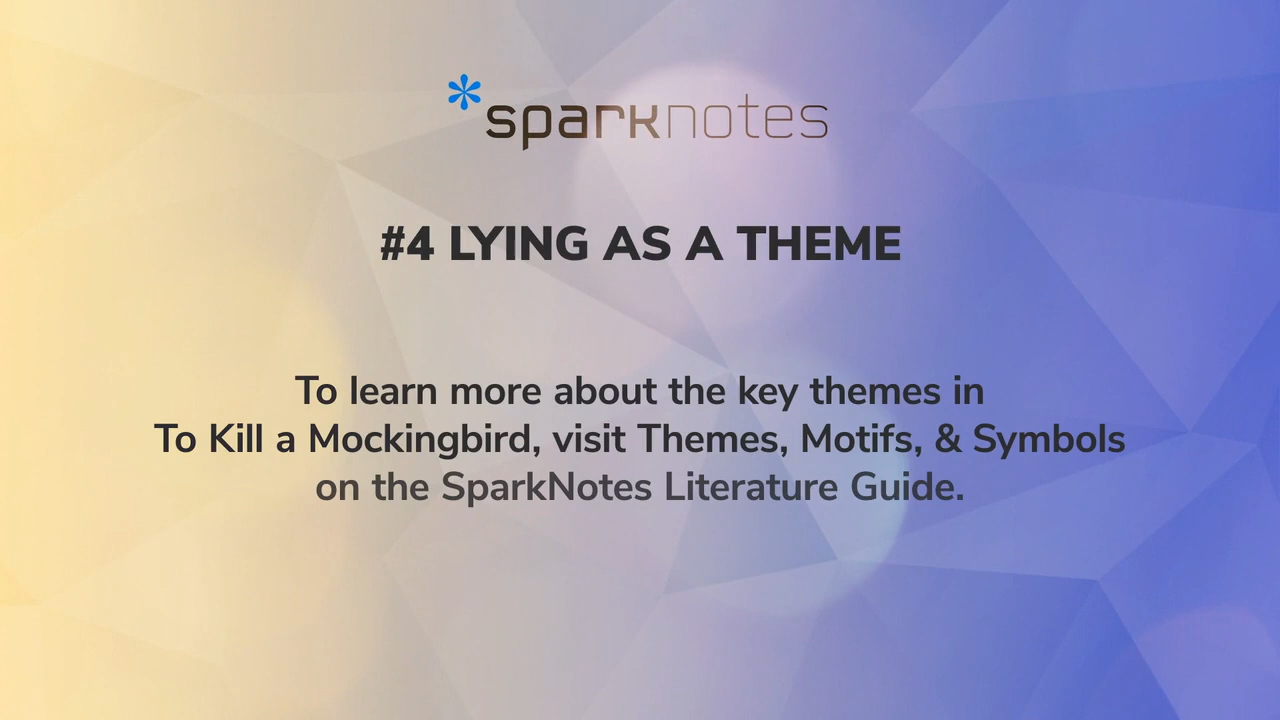 *sparknotes
#4 LYING AS A THEME
To learn more about the key themes in
To Kill a Mockingbird, visit Themes, Motifs, & Symbols
on the SparkNotes Literature Guide.